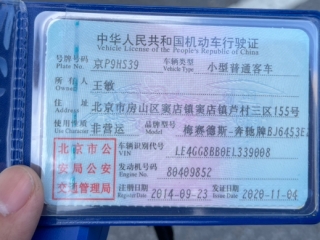 中华人民共和国机动车行驶证
Vehicle License of the People's Republic of China
号牌号码 京P9HS39 车辆类型 小型普通客车
Plate No. Vehicle Type
所有人 王敏
Owner
住址 北京市房山区窦店镇窦店镇芦村三区155号
Address
使用性质 非营运 品牌型号 梅赛德斯-奔驰牌BJ6453E
Use Character Model
北京市公 车辆识别代号 LE4GG8BB0EL339008
VIN
安局公安 发动机号码 80409852
Engine No.
交通管理局 注册日期 2014-09-23 发证日期 2020-11-04
Register Date Issue Date